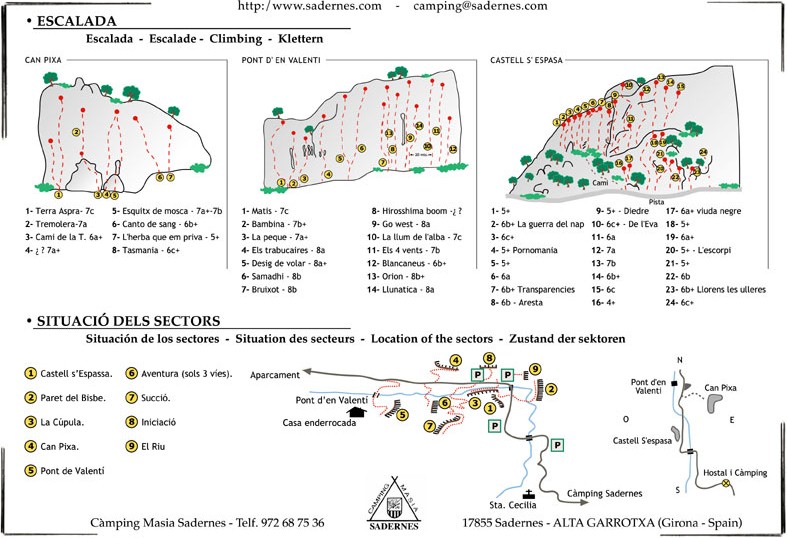 http:/www.sadernes.com - camping@sadernes.com
• ESCALADA
Escalada - Escalade - Climbing - Klettern
CAN PIXA
1- Terra Aspra- 7c
2- Tremolera-7a
3- Cami de la T. 6a+
4- ¿ ? 7a+
5- Esquitx de mosca - 7a+-7b
6- Canto de sang - 6b+
7- L'herba que em priva - 5+
8- Tasmania - 6c+
PONT D' EN VALENTI
20 mts.
1- Matis - 7c
2- Bambina - 7b+
3- La peque - 7a+
4- Els trabucaires - 8a
5- Desig de volar - 8a+
6- Samadhi - 8b
7- Bruixot - 8b
8- Hirosshima boom -¿ ?
9- Go west - 8a
10- La llum de l'alba - 7c
11- Els 4 vents - 7b
12- Blancaneus - 6b+
13- Orion - 8b+
14- Llunatica - 8a
CASTELL S' ESPASA
Cami
Pista
1- 5+
2- 6b+ La guerra del nap
3- 6c+
4- 5+ Pornomania
5- 5+
6- 6a
7- 6b+ Transparencies
8- 6b - Aresta
9- 5+ - Diedre
10- 6c+ - De l'Eva
11- 6a
12- 7a
13- 7b
14- 6b+
15- 6c
16- 4+
17- 6a+ viuda negre
18- 5+
19- 6a+
20- 5+ - L'escorpi
21- 5+
22- 6b
23- 6b+ Llorens les ulleres
24- 6c+
• SITUACIÓ DELS SECTORS
Situación de los sectores - Situation des secteurs - Location of the sectors - Zustand der sektoren
1 Castell s'Espassa.
2 Paret del Bisbe.
3 La Cúpula.
4 Can Pixa.
5 Pont de Valentí
6 Aventura (sols 3 vies).
7 Succió.
8 Iniciació
9 El Riu
Aparcament
Pont d'en Valentí
Casa enderrocada
P
P
P
P
Sta. Cecilia
Càmping Sadernes
N
Pont d'en
Valenti
Can Pixa
O
E
Castell S'espasa
Hostal i Càmping
S
CÀMPING MASIA
SADERNES
Càmping Masia Sadernes - Telf. 972 68 75 36
17855 Sadernes - ALTA GARROTXA (Girona - Spain)